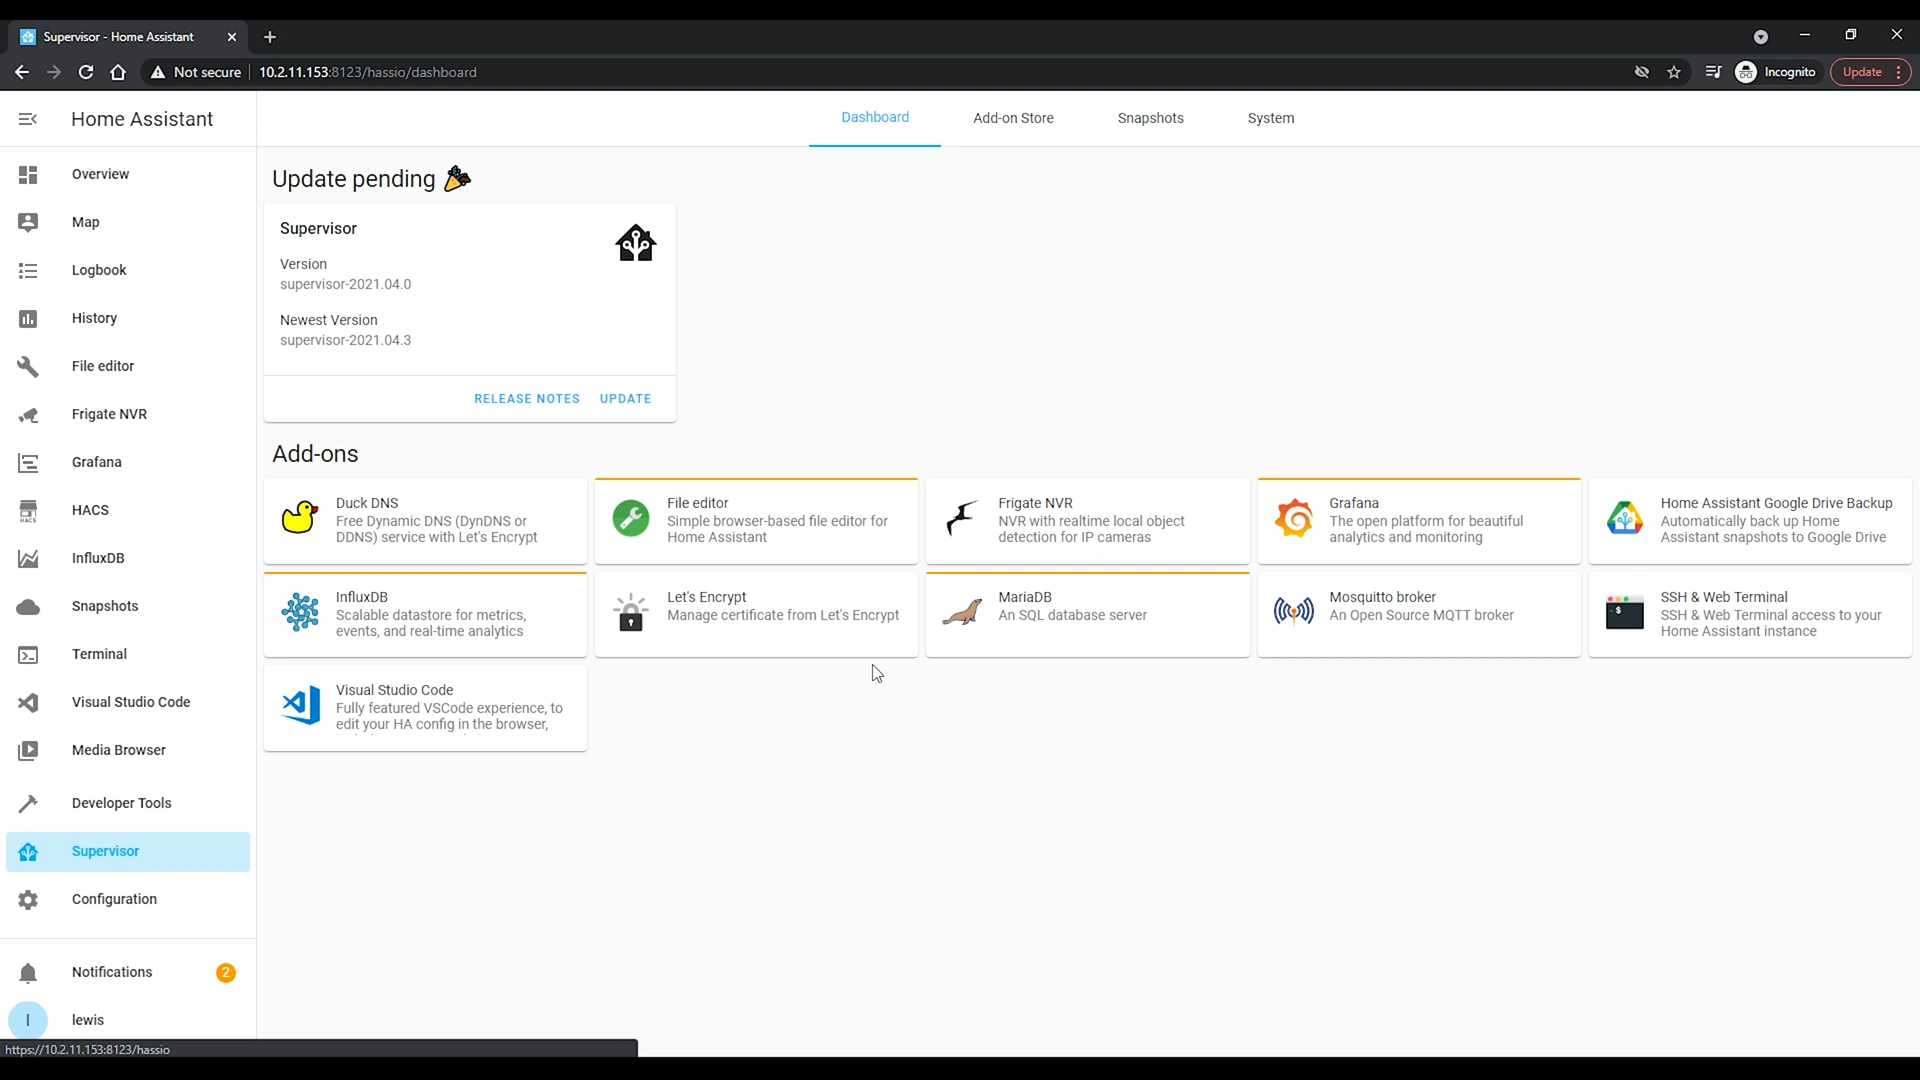 Supervisor - Home Assistant
Not secure
10.2.11.153:8123/hassio/dashboard
Incognito
Update
Home Assistant
Dashboard
Add-on Store
Snapshots
System
Overview
Map
Logbook
History
File editor
Frigate NVR
Grafana
HACS
HACS
InfluxDB
Snapshots
Terminal
Visual Studio Code
Media Browser
Developer Tools
Supervisor
Configuration
Notifications
2
l
lewis
https://10.2.11.153:8123/hassio
Update pending
Supervisor
Version
supervisor-2021.04.0
Newest Version
supervisor-2021.04.3
RELEASE NOTES
UPDATE
Add-ons
Duck DNS
Free Dynamic DNS (DynDNS or
DDNS) service with Let's Encrypt
File editor
Simple browser-based file editor for
Home Assistant
Frigate NVR
NVR with realtime local object
detection for IP cameras
Grafana
The open platform for beautiful
analytics and monitoring
Home Assistant Google Drive Backup
Automatically back up Home
Assistant snapshots to Google Drive
InfluxDB
Scalable datastore for metrics,
events, and real-time analytics
Let's Encrypt
Manage certificate from Let's Encrypt
MariaDB
An SQL database server
Mosquitto broker
An Open Source MQTT broker
SSH & Web Terminal
SSH & Web Terminal access to your
Home Assistant instance
Visual Studio Code
Fully featured VSCode experience, to
edit your HA config in the browser,